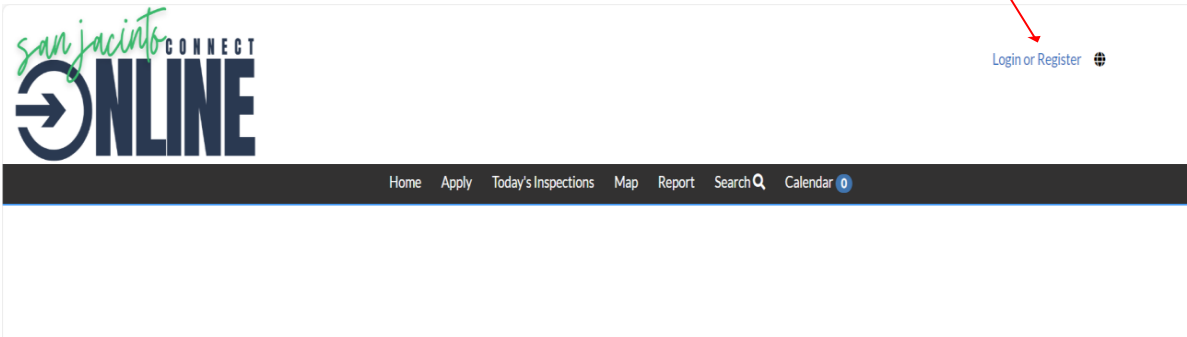 san jacinto CONNECT
ONLINE
Login or Register
Home Apply Today's Inspections Map Report Search Calendar 0